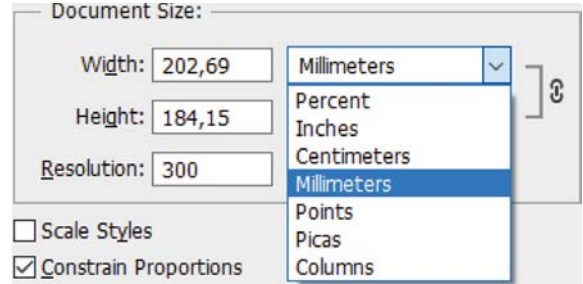 Document Size:
Width: 202,69 Millimeters
Percent
Height: 184,15
Inches
Centimeters
Resolution: 300
Millimeters
Points
Scale Styles
Picas
Constrain Proportions
Columns